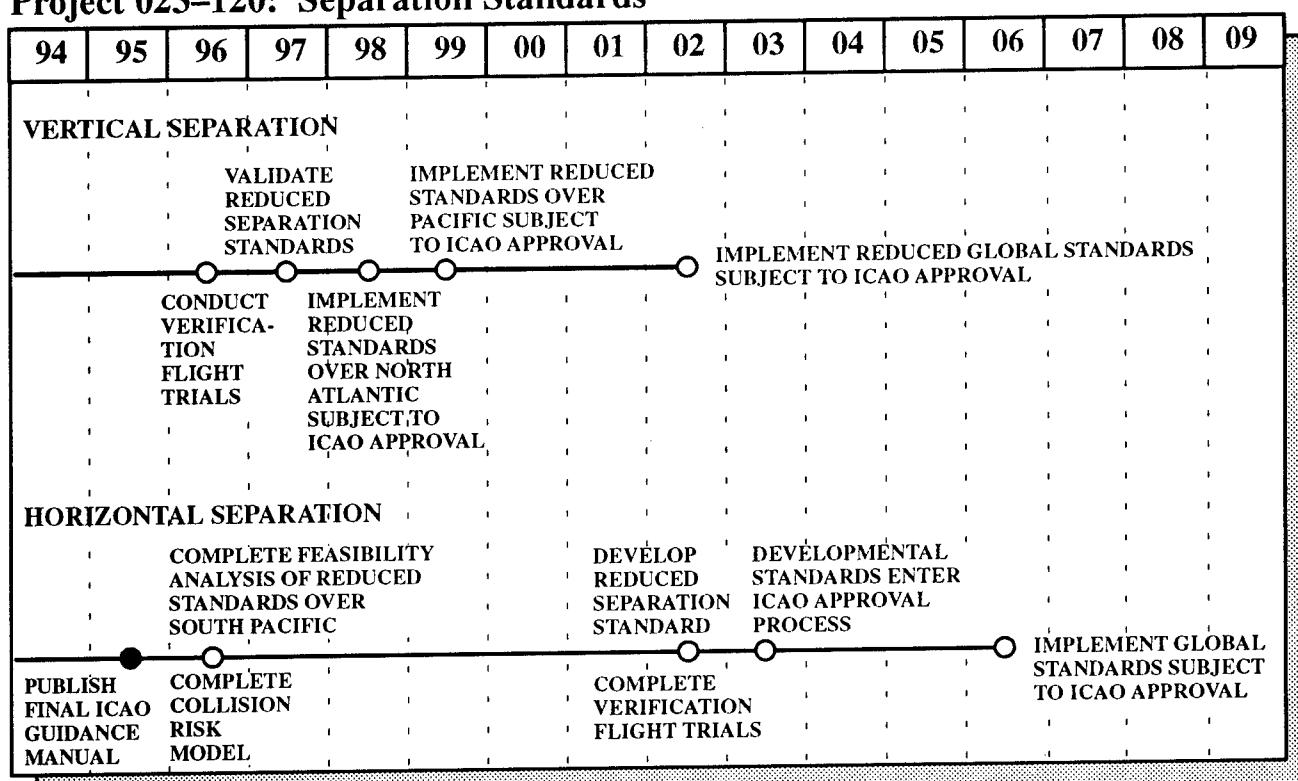 Project 023–120: Separation Standards
94 95 96 97 98 99 00 01 02 03 04 05 06 07 08 09
VERTICAL SEPARATION
VALIDATE
REDUCED
SEPARATION
STANDARDS
IMPLEMENT REDUCED
STANDARDS OVER
PACIFIC SUBJECT
TO ICAO APPROVAL
IMPLEMENT REDUCED GLOBAL STANDARDS
SUBJECT TO ICAO APPROVAL
CONDUCT
VERIFICA-
TION
FLIGHT
TRIALS
IMPLEMENT
REDUCED
STANDARDS
OVER NORTH
ATLANTIC
SUBJECT TO
ICAO APPROVAL
HORIZONTAL SEPARATION
COMPLETE FEASIBILITY
ANALYSIS OF REDUCED
STANDARDS OVER
SOUTH PACIFIC
DEVELOP
REDUCED
SEPARATION
STANDARD
DEVELOPMENTAL
STANDARDS ENTER
ICAO APPROVAL
PROCESS
IMPLEMENT GLOBAL
STANDARDS SUBJECT
TO ICAO APPROVAL
PUBLISH
FINAL ICAO
GUIDANCE
MANUAL
COMPLETE
COLLISION
RISK
MODEL
COMPLETE
VERIFICATION
FLIGHT TRIALS